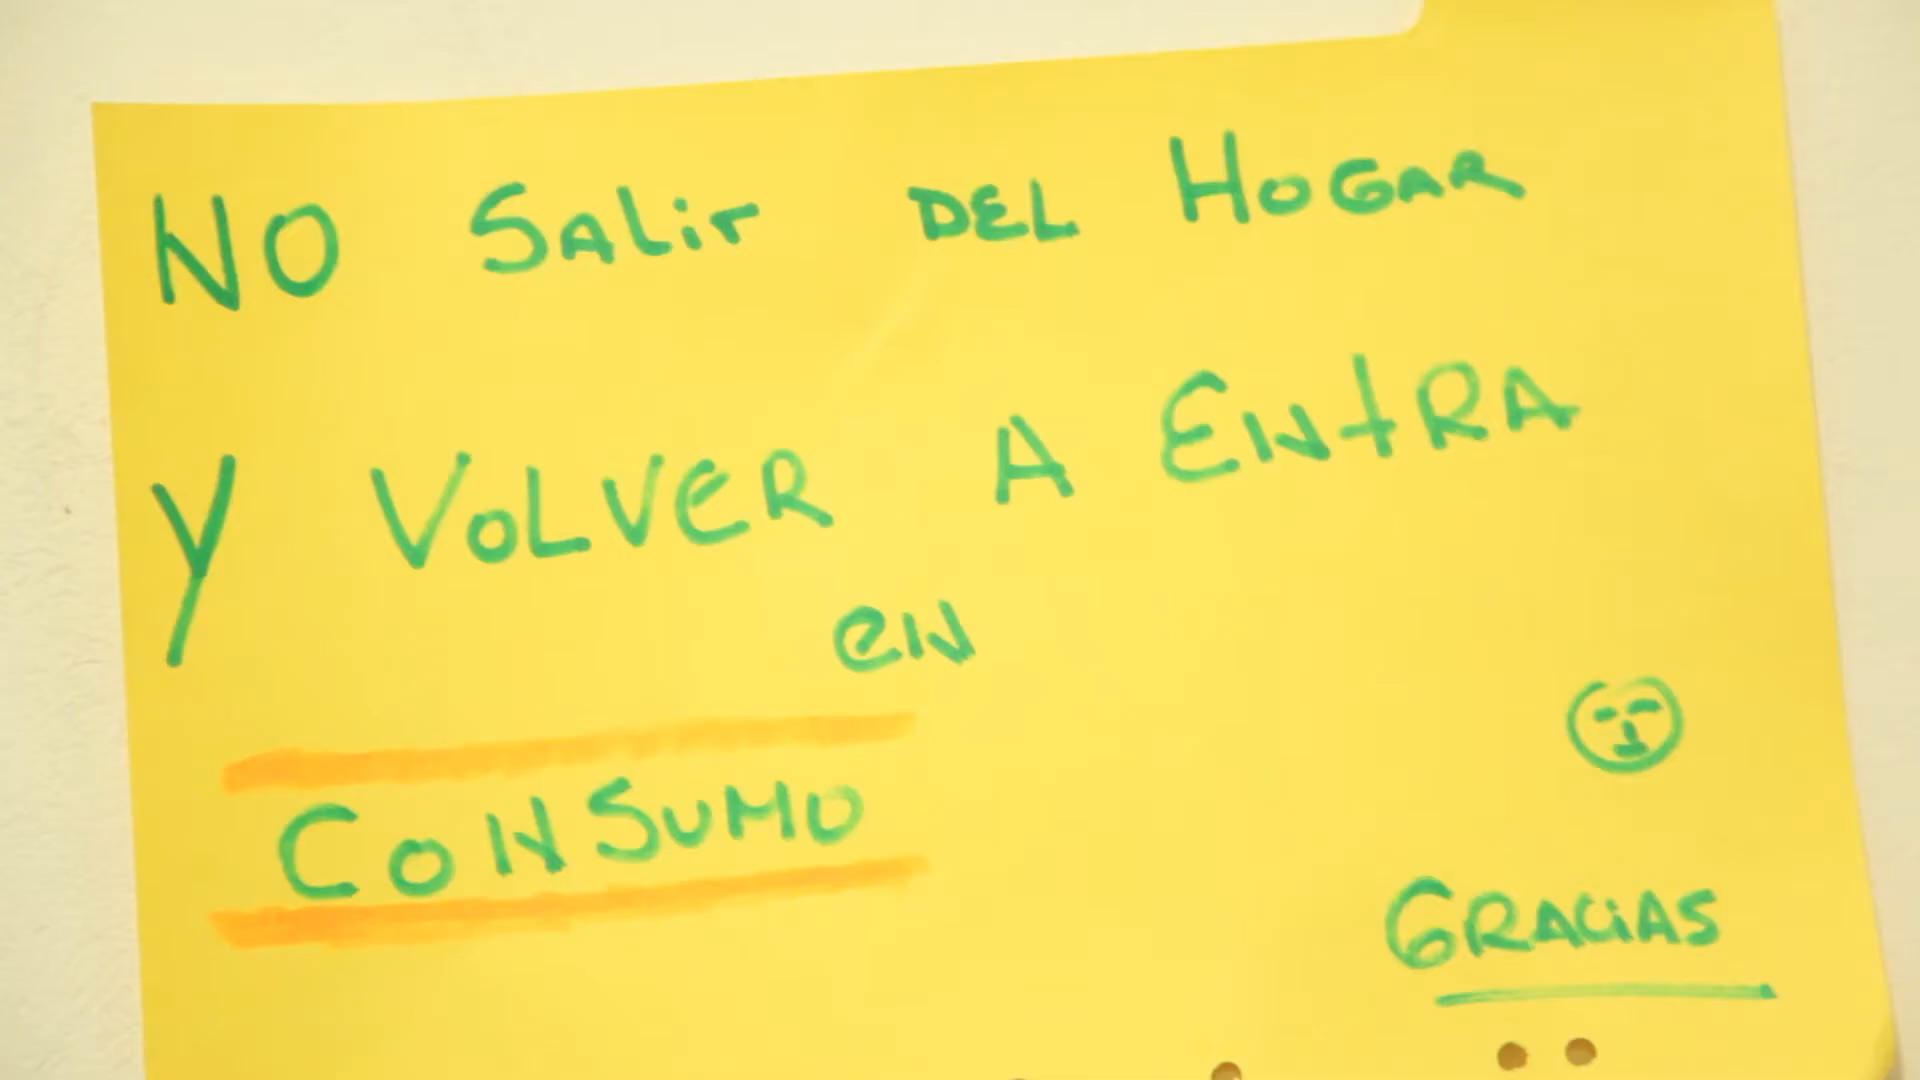 NO SALir DEL HOGAR
Y VOLVER A ENtRA
eN
CONSUMO
GRACiAS